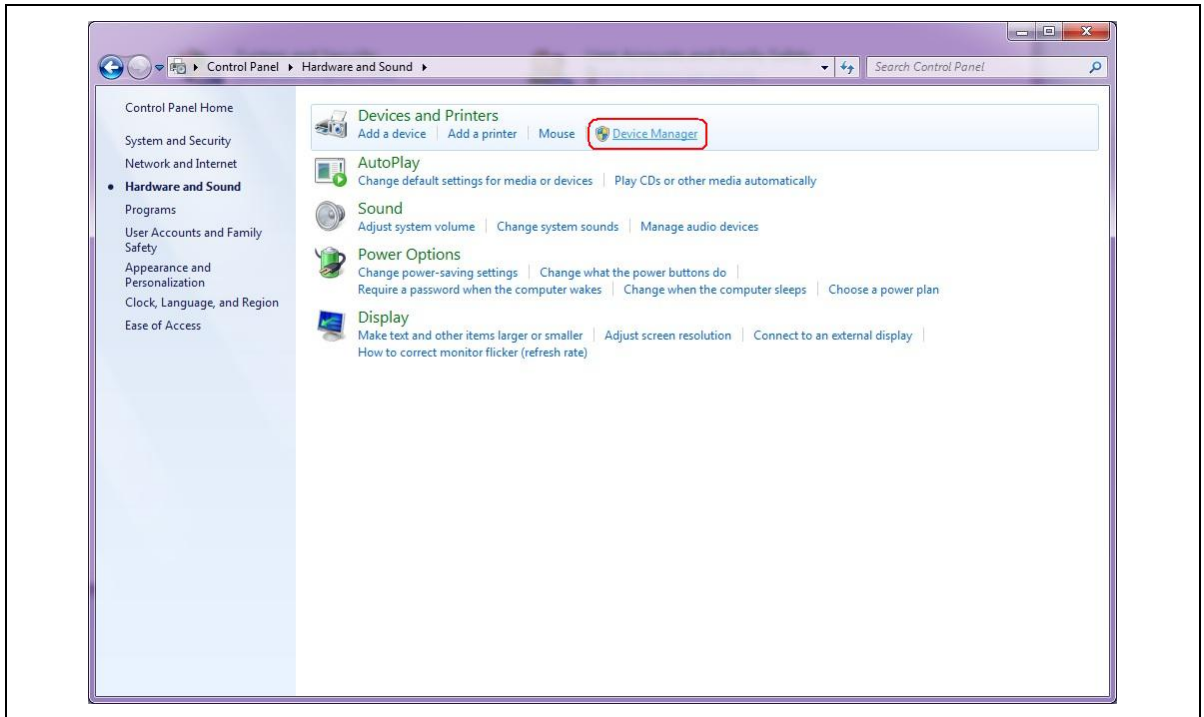 Control Panel
Hardware and Sound
Search Control Panel
Control Panel Home
System and Security
Network and Internet
Hardware and Sound
Programs
User Accounts and Family
Safety
Appearance and
Personalization
Clock, Language, and Region
Ease of Access
Devices and Printers
Add a device
Add a printer
Mouse
Device Manager
AutoPlay
Change default settings for media or devices
Play CDs or other media automatically
Sound
Adjust system volume
Change system sounds
Manage audio devices
Power Options
Change power-saving settings
Change what the power buttons do
Require a password when the computer wakes
Change when the computer sleeps
Choose a power plan
Display
Make text and other items larger or smaller
Adjust screen resolution
Connect to an external display
How to correct monitor flicker (refresh rate)